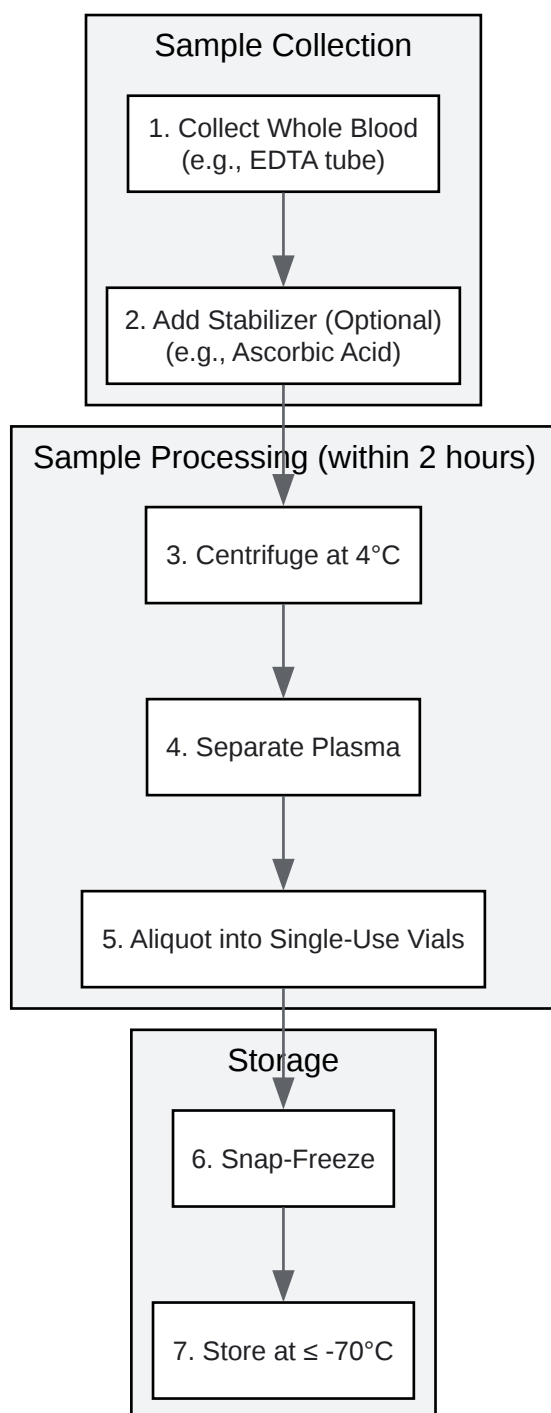 Sample Collection
1. Collect Whole Blood
(e.g., EDTA tube)
2. Add Stabilizer (Optional)
(e.g., Ascorbic Acid)
Sample Processing (within 2 hours)
3. Centrifuge at 4°C
4. Separate Plasma
5. Aliquot into Single-Use Vials
Storage
6. Snap-Freeze
7. Store at ≤ -70°C